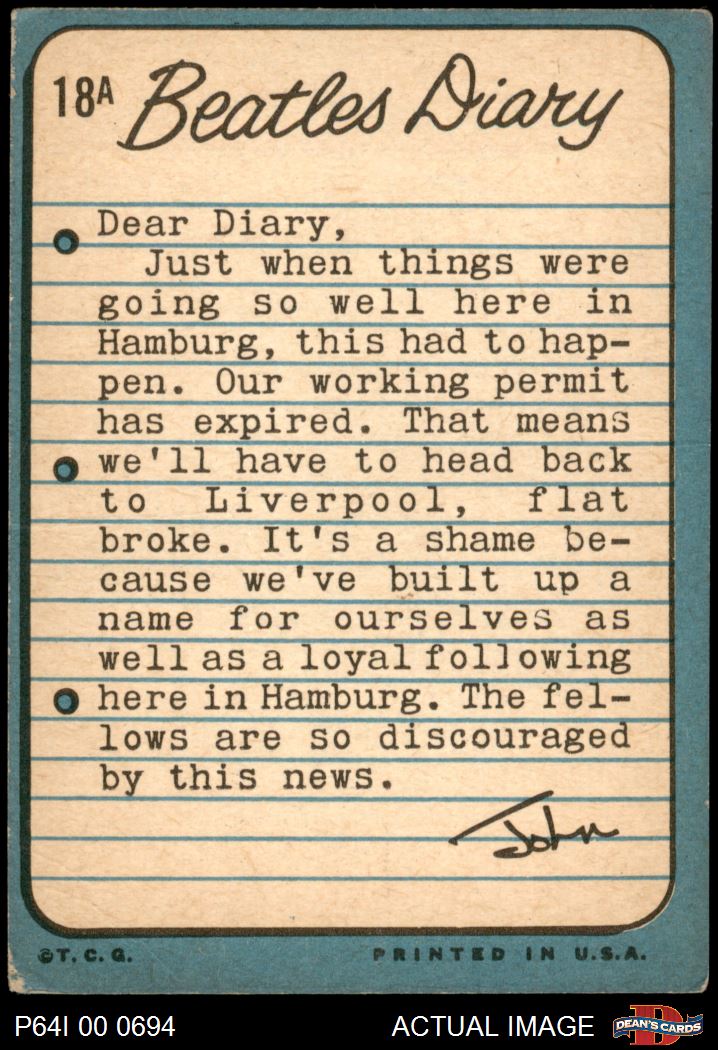 18A Beatles Diary
Dear Diary,
Just when things were
going so well here in
Hamburg, this had to hap-
pen. Our working permit
has expired. That means
we'll have to head back
to Liverpool, flat
broke. It's a shame be-
cause we've built up a
name for ourselves as
well as a loyal following
here in Hamburg. The fel-
lows are so discouraged
by this news.
John
©T.C.G. PRINTED IN U.S.A.
P64I 00 0694 ACTUAL IMAGE D DEAN'S CARDS